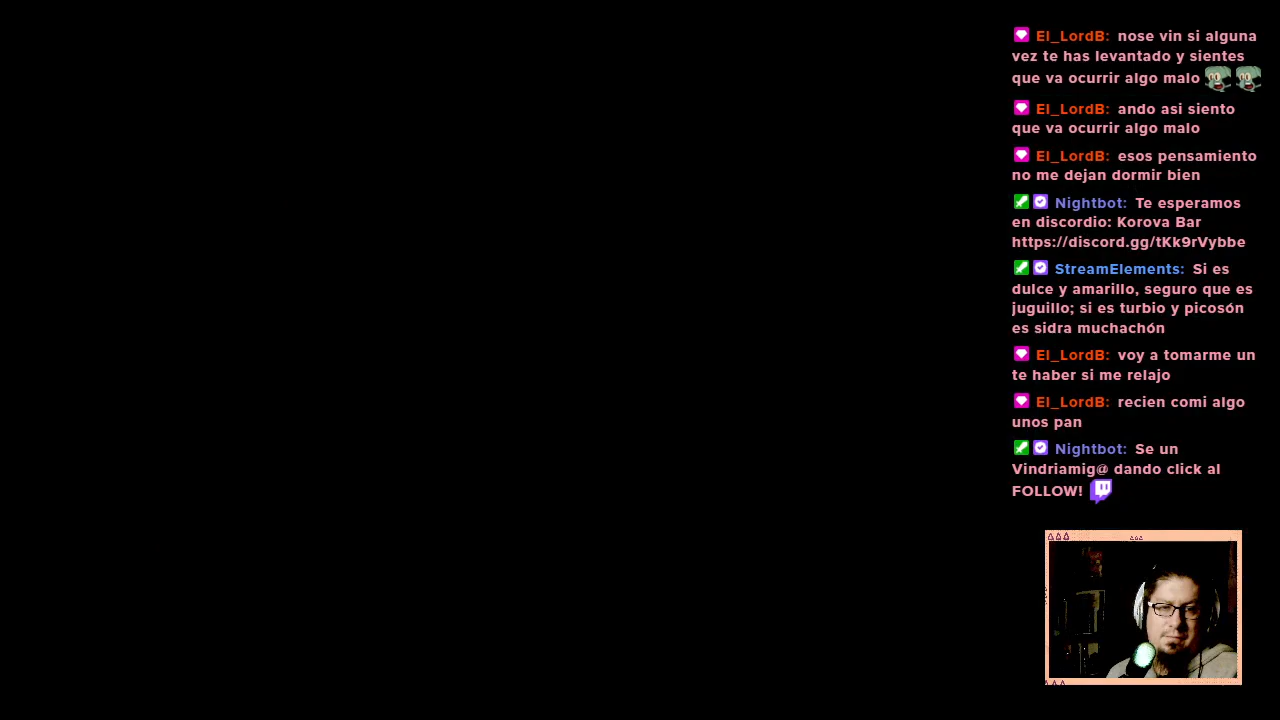 El_LordB: nose vin si alguna
vez te has levantado y sientes
que va ocurrir algo malo
El_LordB: ando asi siento
que va ocurrir algo malo
El_LordB: esos pensamiento
no me dejan dormir bien
Nightbot: Te esperamos
en discordio: Korova Bar
https://discord.gg/tKk9rVybbe
StreamElements: Si es
dulce y amarillo, seguro que es
juguillo; si es turbio y picosón
es sidra muchachón
El_LordB: voy a tomarme un
te haber si me relajo
El_LordB: recien comi algo
unos pan
Nightbot: Se un
Vindriamig@ dando click al
FOLLOW!